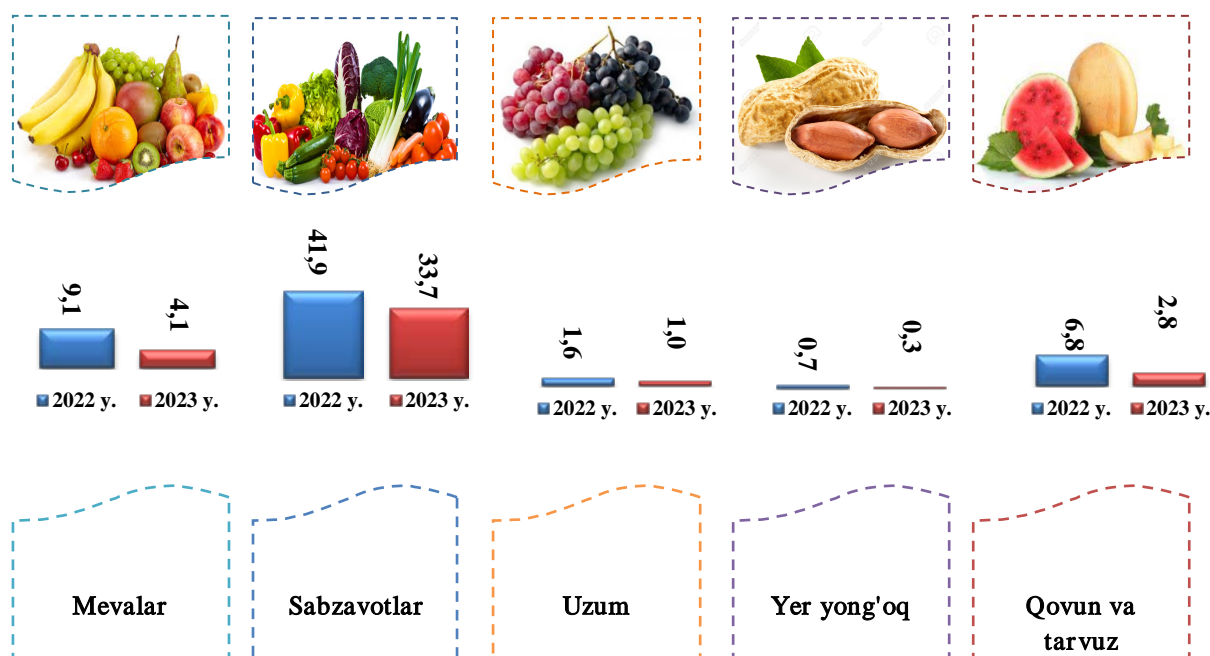 9,1
4,1
2022 y.
2023 y.
41,9
33,7
2022 y.
2023 y.
1,6
1,0
2022 y.
2023 y.
0,7
0,3
2022 y.
2023 y.
6,8
2,8
2022 y.
2023 y.
Mevalar
Sabzavotlar
Uzum
Yer yong'oq
Qovun va
tarvuz